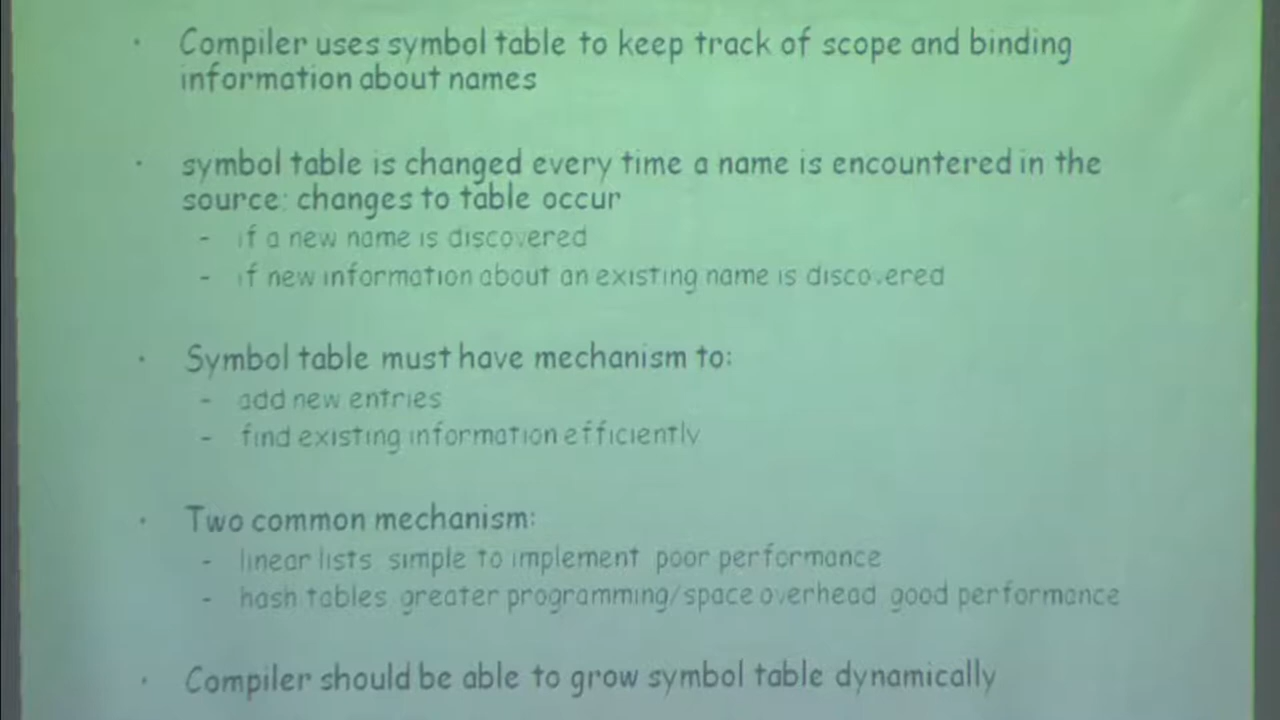 · Compiler uses symbol table to keep track of scope and binding
information about names
· symbol table is changed every time a name is encountered in the
source: changes to table occur
- if a new name is discovered
- if new information about an existing name is discovered
· Symbol table must have mechanism to:
- add new entries
- find existing information efficiently
· Two common mechanism:
- linear lists simple to implement poor performance
- hash tables greater programming/space overhead good performance
· Compiler should be able to grow symbol table dynamically